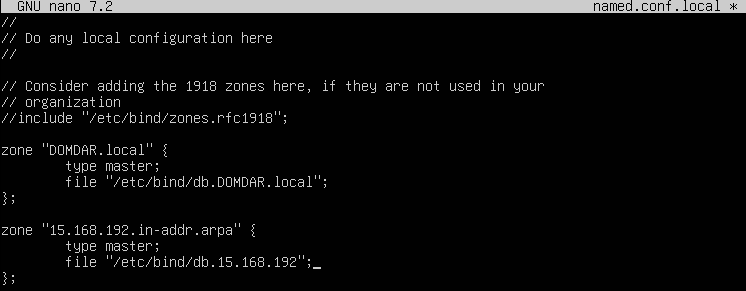 GNU nano 7.2 named.conf.local *
//
// Do any local configuration here
//
// Consider adding the 1918 zones here, if they are not used in your
// organization
//include "/etc/bind/zones.rfc1918";
zone "DOMDAR.local" {
type master;
file "/etc/bind/db.DOMDAR.local";
};
zone "15.168.192.in-addr.arpa" {
type master;
file "/etc/bind/db.15.168.192";
};